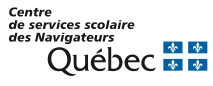 Centre
de services scolaire
des Navigateurs
Québec